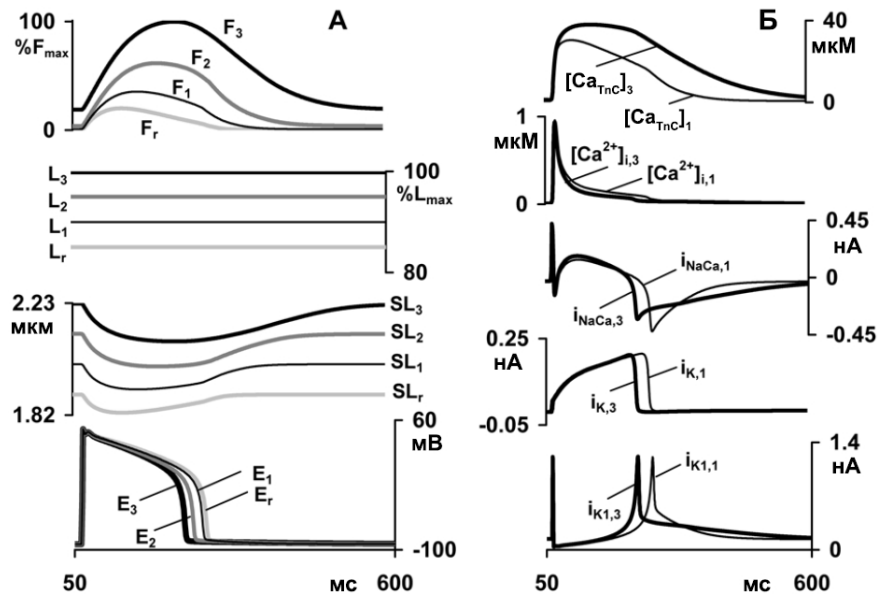 А
100
%Fmax
0
F3
F2
F1
Fr
L3
L2
L1
Lr
100
%Lmax
80
2.23
мкм
1.82
SL3
SL2
SL1
SLr
60
мВ
-100
E1
Er
E3
E2
50
мс
600
Б
40
мкМ
0
[CaTnC]3
[CaTnC]1
1
мкМ
0
[Ca2+]i,3
[Ca2+]i,1
0.45
нА
0
-0.45
iNaCa,1
iNaCa,3
0.25
нА
-0.05
iK,1
iK,3
1.4
нА
0
iK1,1
iK1,3
50
мс
600